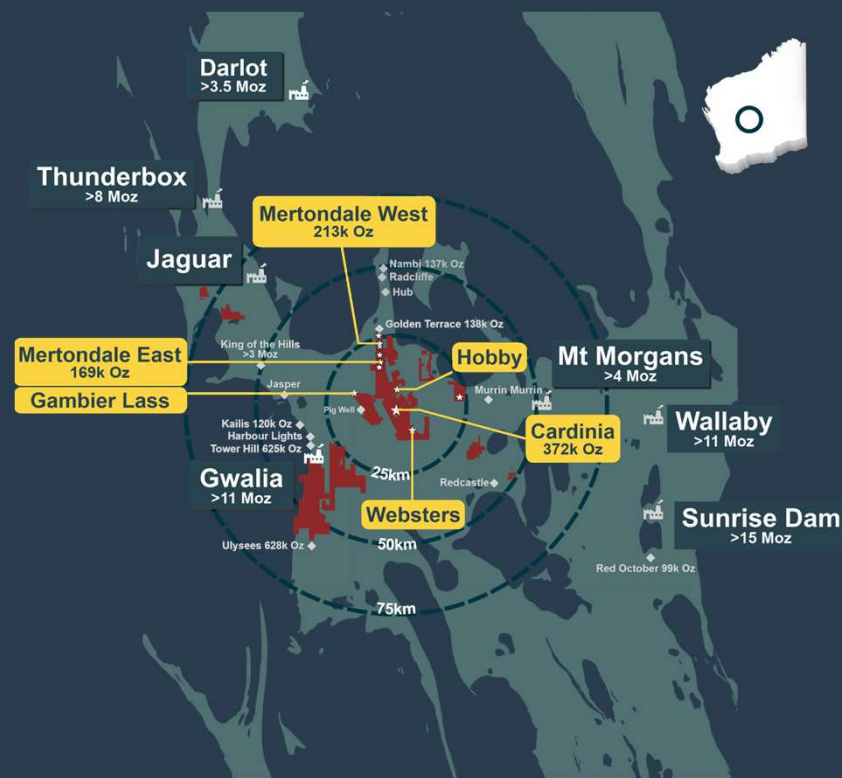 Darlot
>3.5 Moz
Thunderbox
>8 Moz
Mertondale West
213k Oz
Jaguar
Nambi 137k Oz
Radcliffe
Hub
Golden Terrace 138k Oz
King of the Hills
>3 Moz
Mertondale East
169k Oz
Hobby
Mt Morgans
>4 Moz
Jasper
Gambier Lass
Murrin Murrin
Pig Well
Wallaby
>11 Moz
Cardinia
372k Oz
Kailis 120k Oz
Harbour Lights
Tower Hill 625k Oz
Gwalia
>11 Moz
25km
Redcastle
Websters
Sunrise Dam
>15 Moz
Ulysees 628k Oz
50km
Red October 99k Oz
75km